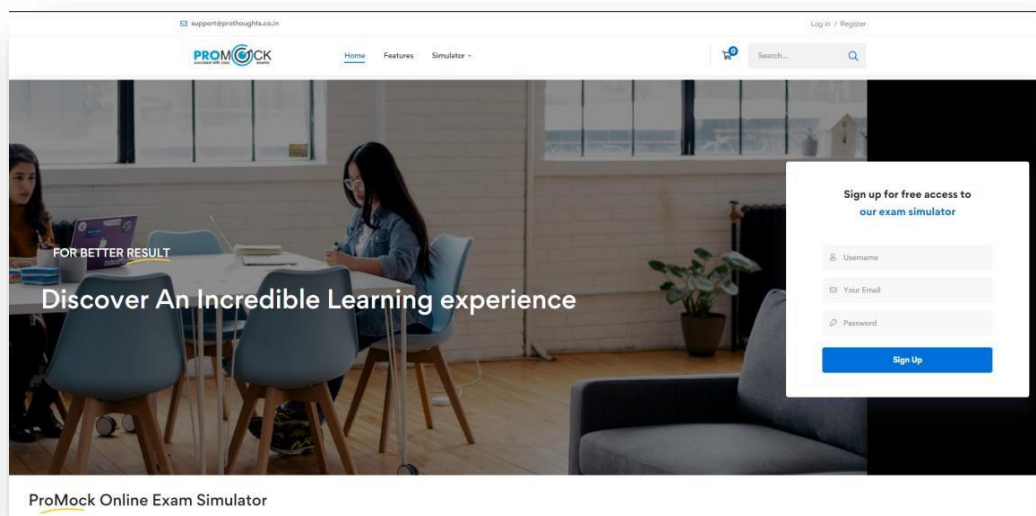 support@prothoughts.co.in
Log in / Register
PROMOCK
Home Features Simulator
0
Search...
FOR BETTER RESULT
Discover An Incredible Learning experience
Sign up for free access to
our exam simulator
Username
Your Email
Password
Sign Up
ProMock Online Exam Simulator